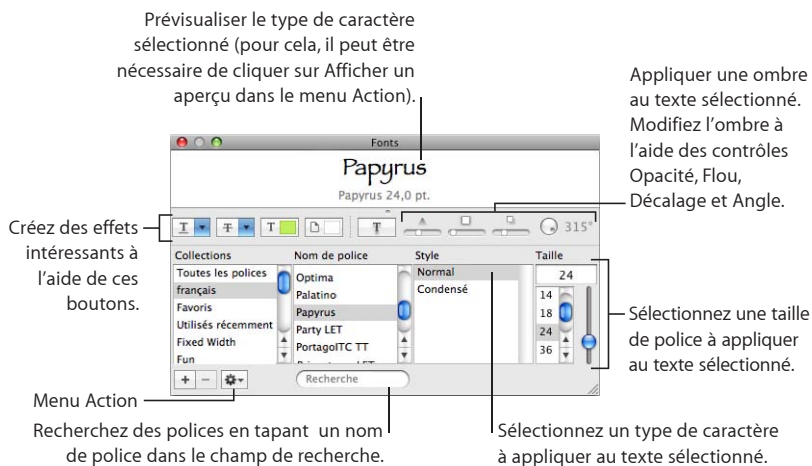 Prévisualiser le type de caractère
sélectionné (pour cela, il peut être
nécessaire de cliquer sur Afficher un
aperçu dans le menu Action).
Appliquer une ombre
au texte sélectionné.
Modifiez l’ombre à
l’aide des contrôles
Opacité, Flou,
Décalage et Angle.
Fonts
Papyrus
Papyrus 24,0 pt.
Créez des effets
intéressants à
l’aide de ces
boutons.
T T T T 315°
Collections Nom de police Style Taille
Toutes les polices
français
Favoris
Utilisés récemment
Fixed Width
Fun
Optima
Palatino
Papyrus
Party LET
PortagoITC TT
Normal
Condensé
24
14
18
24
36
Sélectionnez une taille
de police à appliquer
au texte sélectionné.
Recherche
Menu Action
Recherchez des polices en tapant un nom
de police dans le champ de recherche.
Sélectionnez un type de caractère
à appliquer au texte sélectionné.